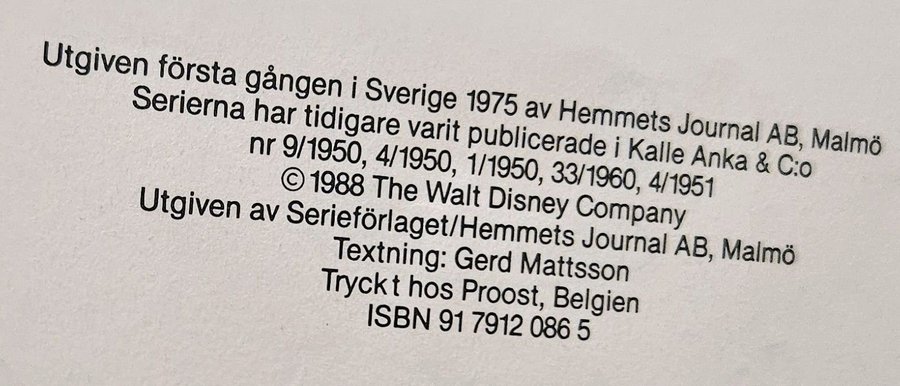 Utgiven första gången i Sverige 1975 av Hemmets Journal AB, Malmö
Serierna har tidigare varit publicerade i Kalle Anka & C:o
nr 9/1950, 4/1950, 1/1950, 33/1960, 4/1951
© 1988 The Walt Disney Company
Utgiven av Serieförlaget/Hemmets Journal AB, Malmö
Textning: Gerd Mattsson
Tryckt hos Proost, Belgien
ISBN 91 7912 086 5